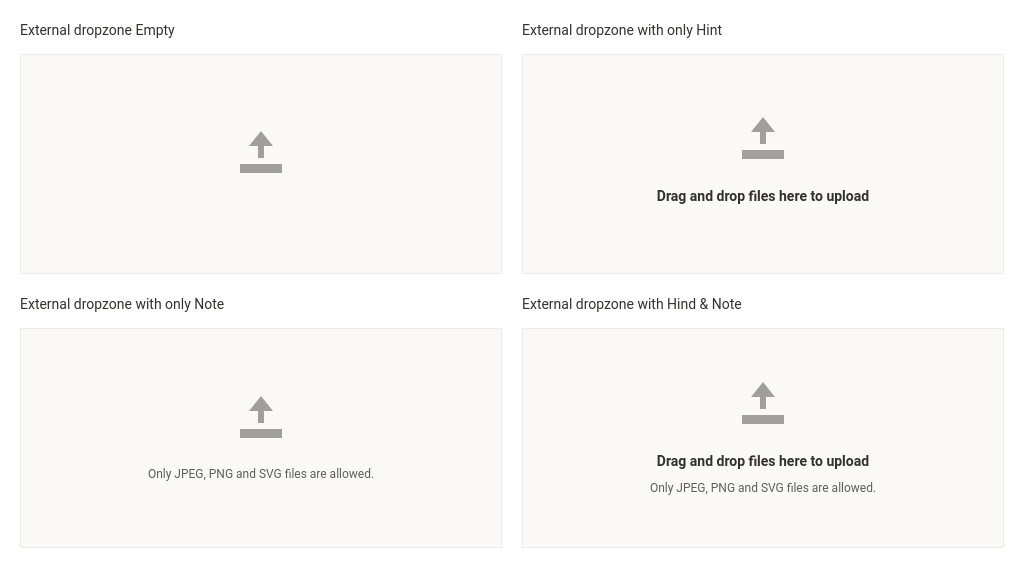 External dropzone Empty
External dropzone with only Hint
Drag and drop files here to upload
External dropzone with only Note
Only JPEG, PNG and SVG files are allowed.
External dropzone with Hind & Note
Drag and drop files here to upload
Only JPEG, PNG and SVG files are allowed.